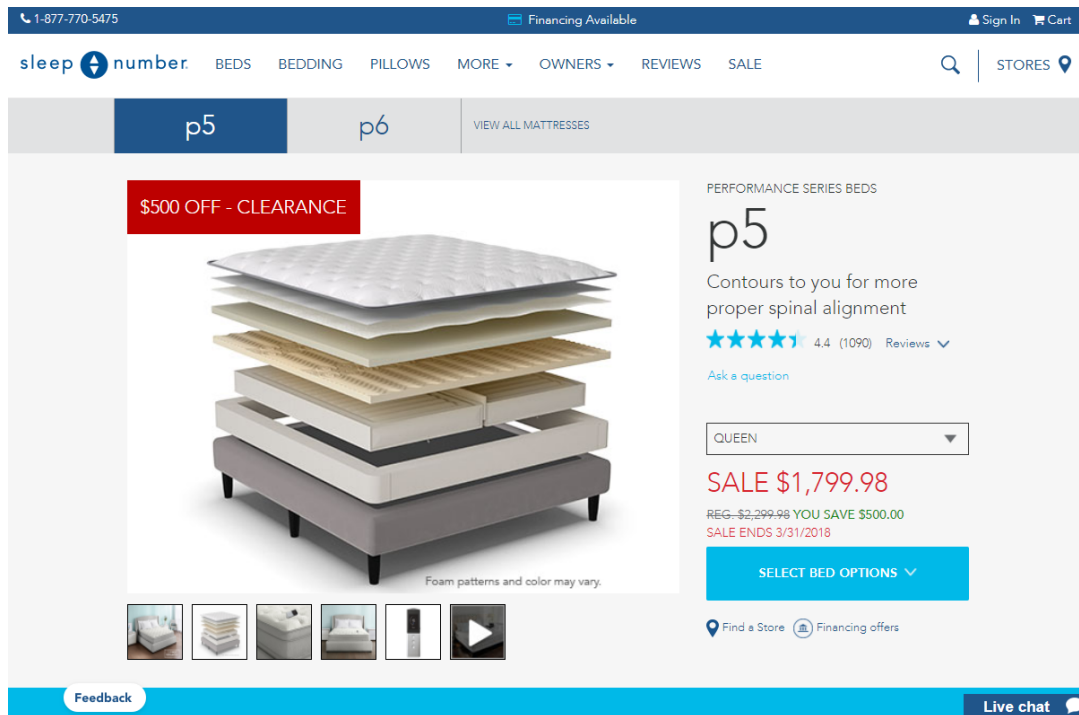 1-877-770-5475
Financing Available
Sign In
Cart
sleep number.
BEDS
BEDDING
PILLOWS
MORE
OWNERS
REVIEWS
SALE
STORES
p5
p6
VIEW ALL MATTRESSES
$500 OFF - CLEARANCE
Foam patterns and color may vary.
PERFORMANCE SERIES BEDS
p5
Contours to you for more
proper spinal alignment
4.4 (1090) Reviews
Ask a question
QUEEN
SALE $1,799.98
REG. $2,299.98 YOU SAVE $500.00
SALE ENDS 3/31/2018
SELECT BED OPTIONS
Find a Store
Financing offers
Feedback
Live chat